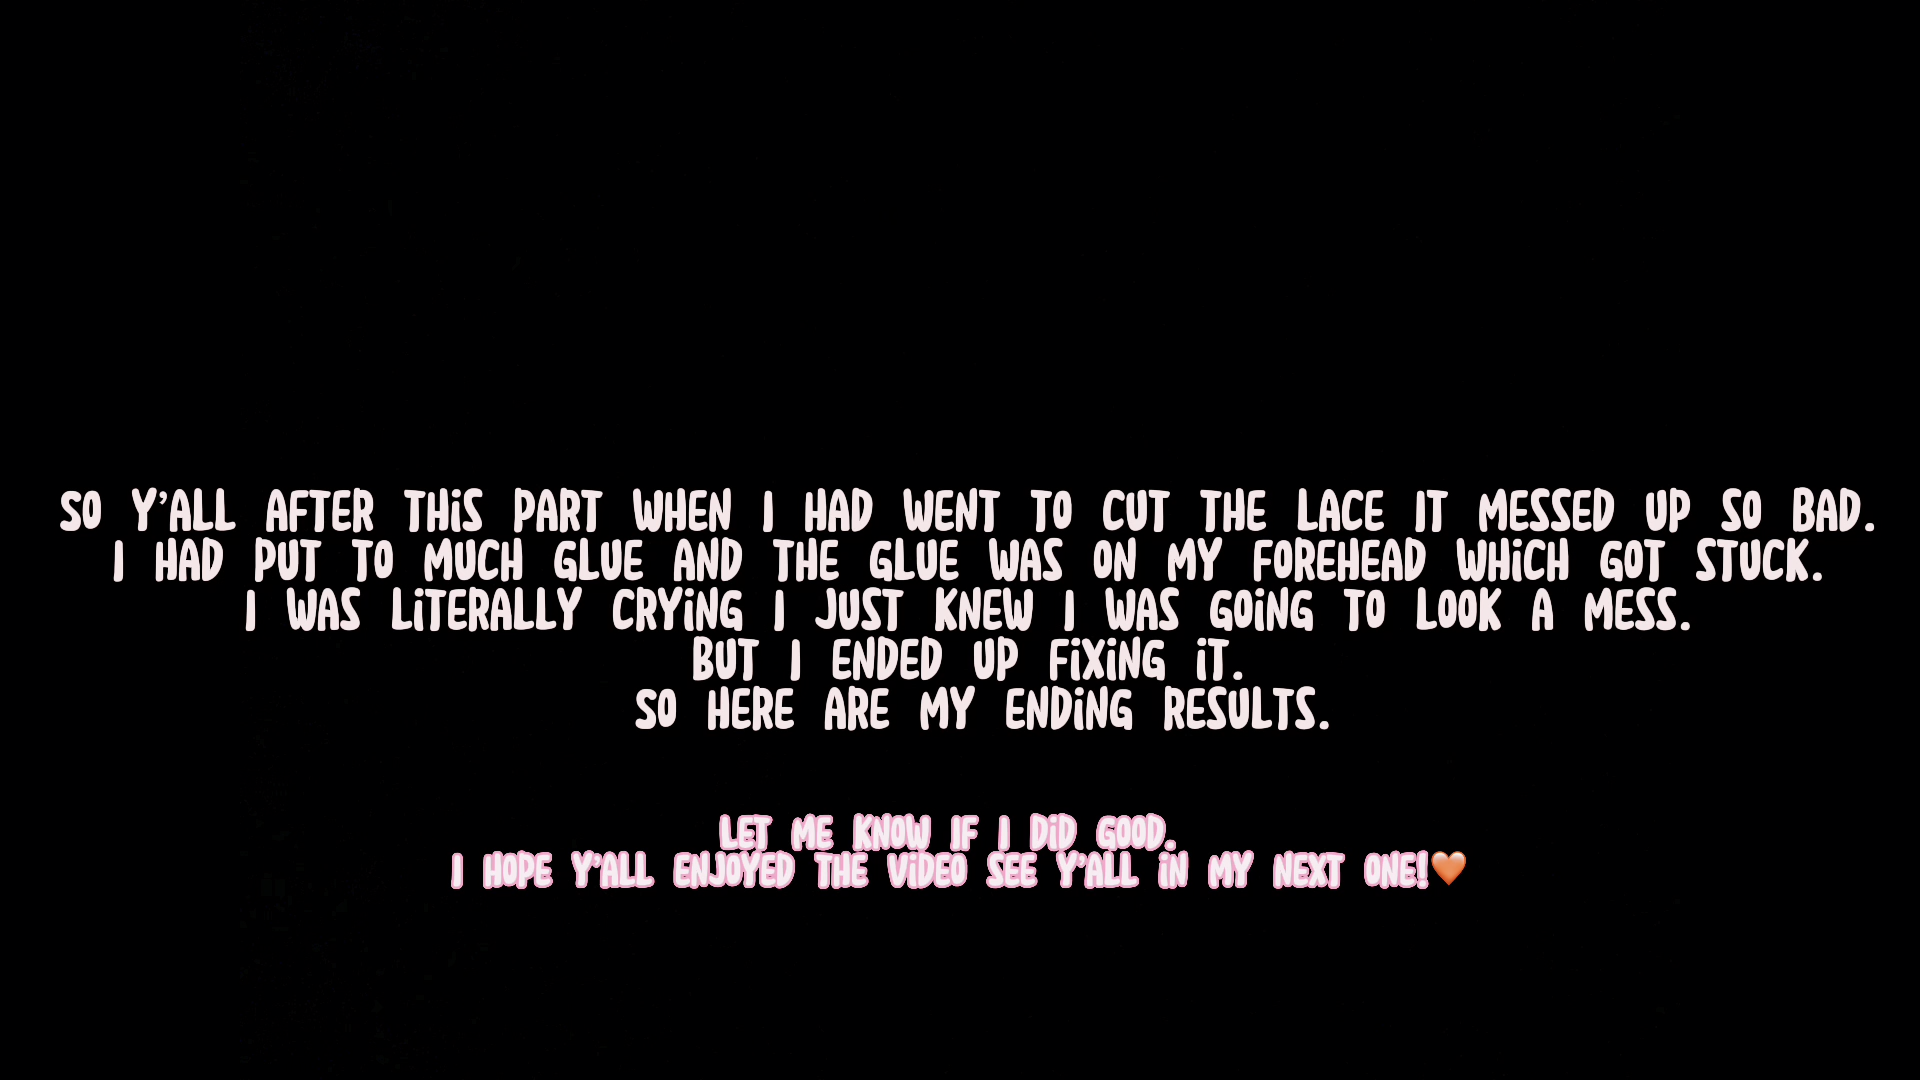 SO Y'ALL AFTER THiS PART WHEN I HAD WENT TO CUT THE LACE IT MESSED UP SO BAD.
I HAD PUT TO MUCH GLUE AND THE GLUE WAS ON MY FOREHEAD WHiCH GOT STUCK.
I WAS LiTERALLY CRYiNG I JUST KNEW I WAS GOiNG TO LOOK A MESS.
BUT I ENDED UP FiXiNG iT.
SO HERE ARE MY ENDiNG RESULTS.
LET ME KNOW IF I DiD GOOD.
I HOPE Y'ALL ENJOYED THE ViDEO SEE Y'ALL iN MY NEXT ONE!🧡